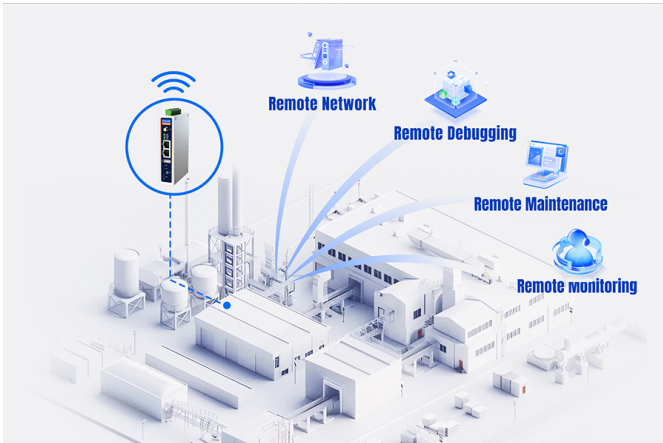 Remote Network
Remote Debugging
Remote Maintenance
Remote Monitoring